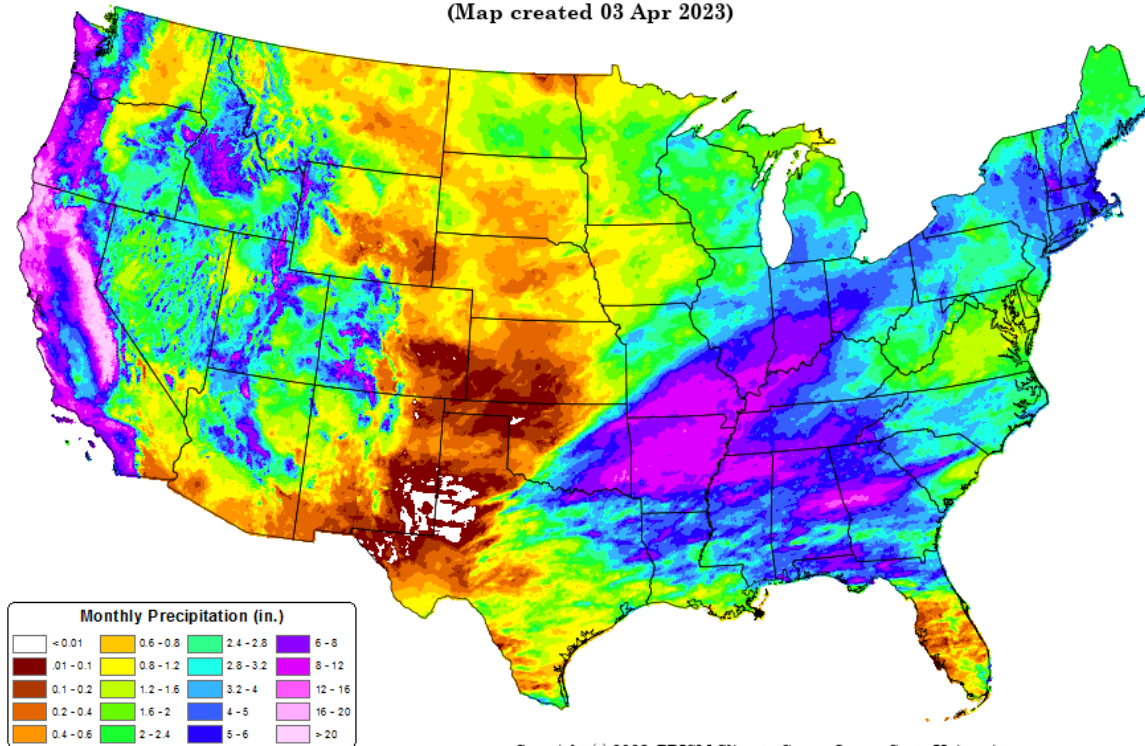 (Map created 03 Apr 2023)
Monthly Precipitation (in.)
< 0.01
.01 - 0.1
0.1 - 0.2
0.2 - 0.4
0.4 - 0.6
0.6 - 0.8
0.8 - 1.2
1.2 - 1.6
1.6 - 2
2 - 2.4
2.4 - 2.8
2.8 - 3.2
3.2 - 4
4 - 5
5 - 6
6 - 8
8 - 12
12 - 16
16 - 20
> 20